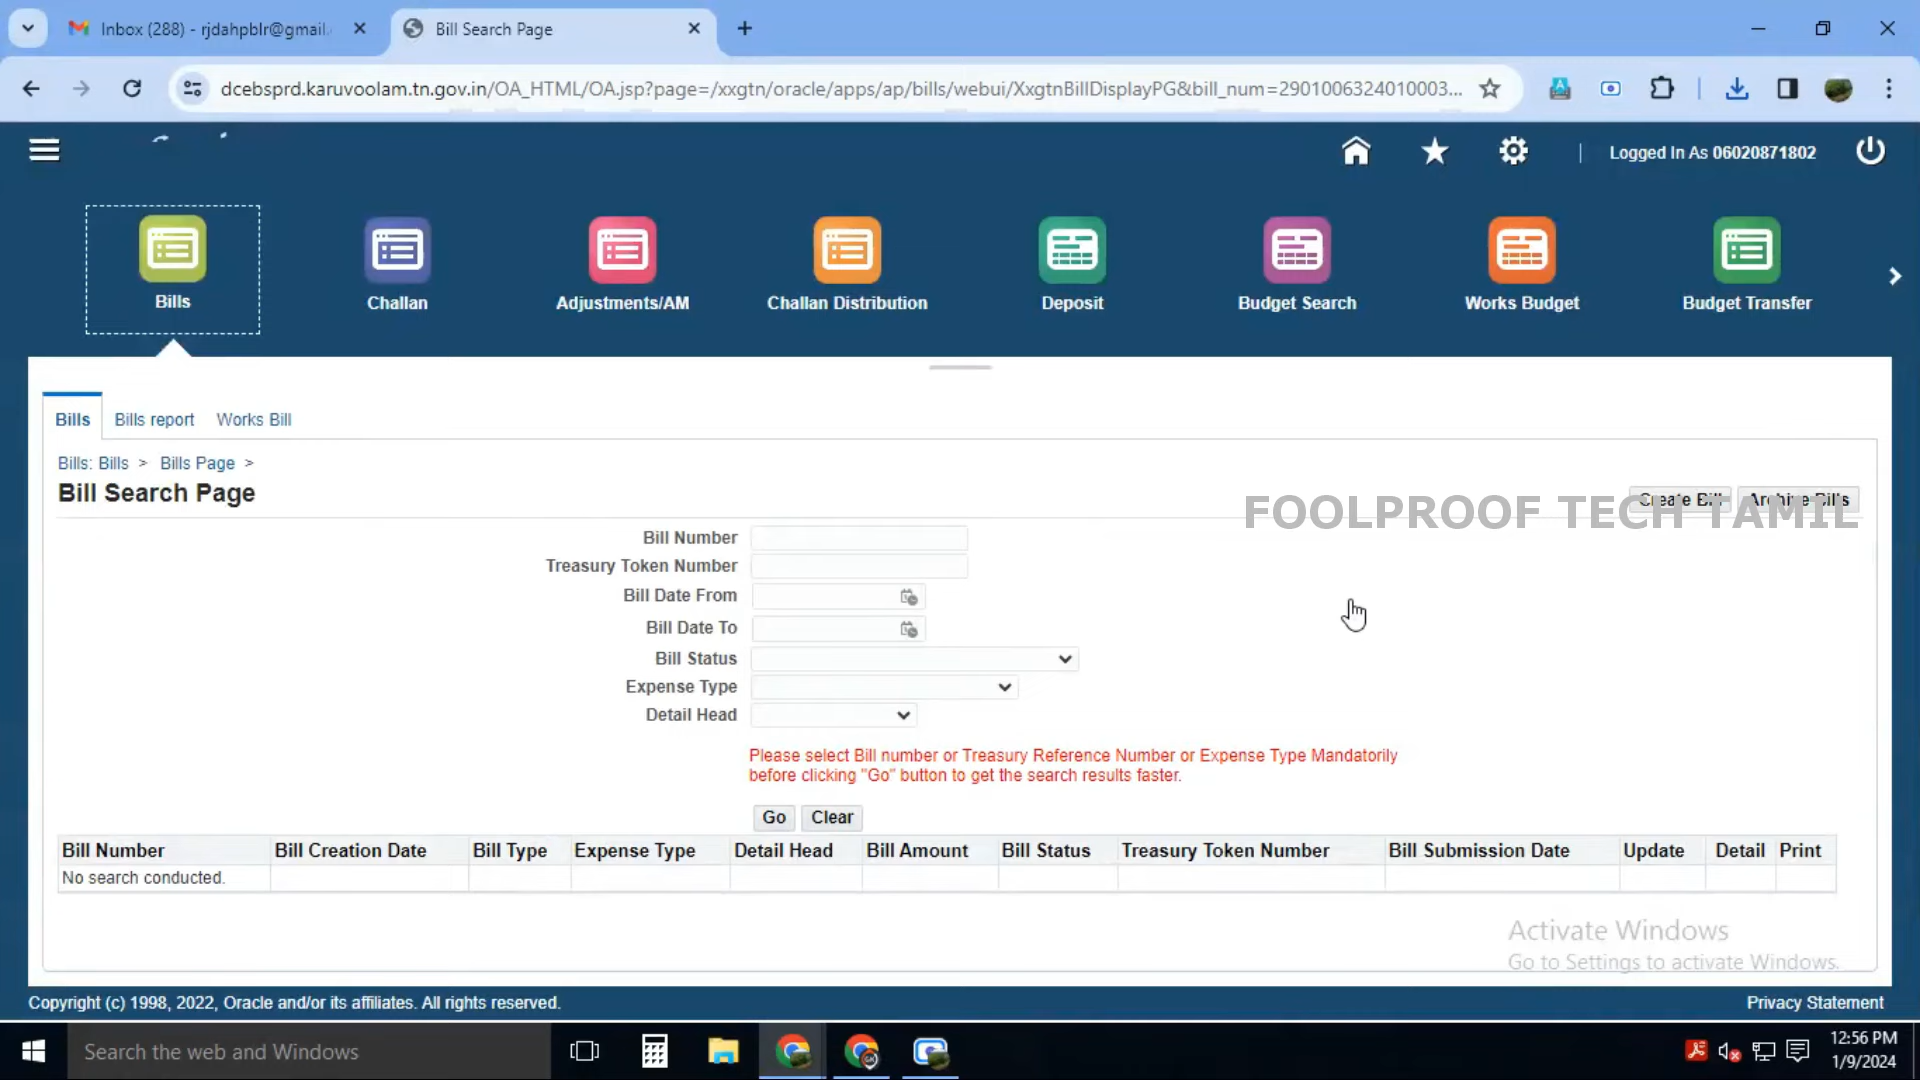 Inbox (288) - rjdahpblr@gmail.
Bill Search Page
dcebsprd.karuvoolam.tn.gov.in/OA_HTML/OA.jsp?page=/xxgtn/oracle/apps/ap/bills/webui/XxgtnBillDisplayPG&bill_num=2901006324010003...
Logged In As 06020871802
Bills
Challan
Adjustments/AM
Challan Distribution
Deposit
Budget Search
Works Budget
Budget Transfer
Bills Bills report Works Bill
Bills: Bills > Bills Page >
Bill Search Page
Create Bill Archive Bills
FOOLPROOF TECH TAMIL
Bill Number
Treasury Token Number
Bill Date From
Bill Date To
Bill Status
Expense Type
Detail Head
Please select Bill number or Treasury Reference Number or Expense Type Mandatorily
before clicking "Go" button to get the search results faster.
Go Clear
Bill Number Bill Creation Date Bill Type Expense Type Detail Head Bill Amount Bill Status Treasury Token Number Bill Submission Date Update Detail Print
No search conducted.
Activate Windows
Go to Settings to activate Windows.
Copyright (c) 1998, 2022, Oracle and/or its affiliates. All rights reserved.
Privacy Statement
Search the web and Windows
12:56 PM
1/9/2024